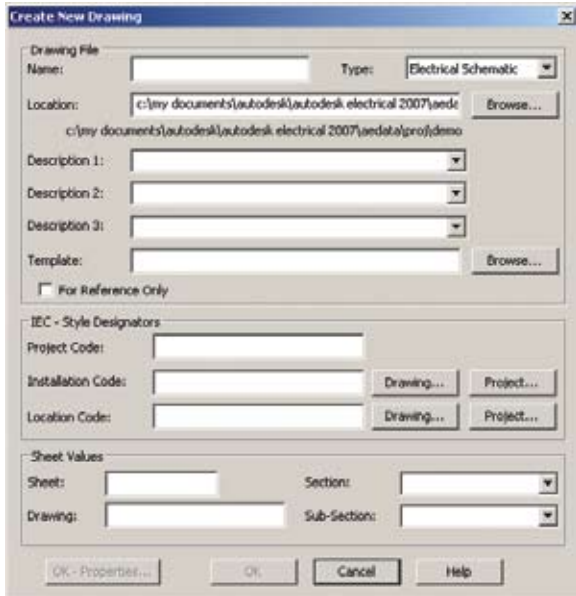 Create New Drawing
Drawing File
Name: Type: Electrical Schematic
Location: c:\my documents\autodesk\autodesk electrical 2007\aeda Browse...
c:\my documents\autodesk\autodesk electrical 2007\aedata\proj\demo
Description 1:
Description 2:
Description 3:
Template: Browse...
For Reference Only
IEC - Style Designators
Project Code:
Installation Code: Drawing... Project...
Location Code: Drawing... Project...
Sheet Values
Sheet: Section:
Drawing: Sub-Section:
OK - Properties... OK Cancel Help